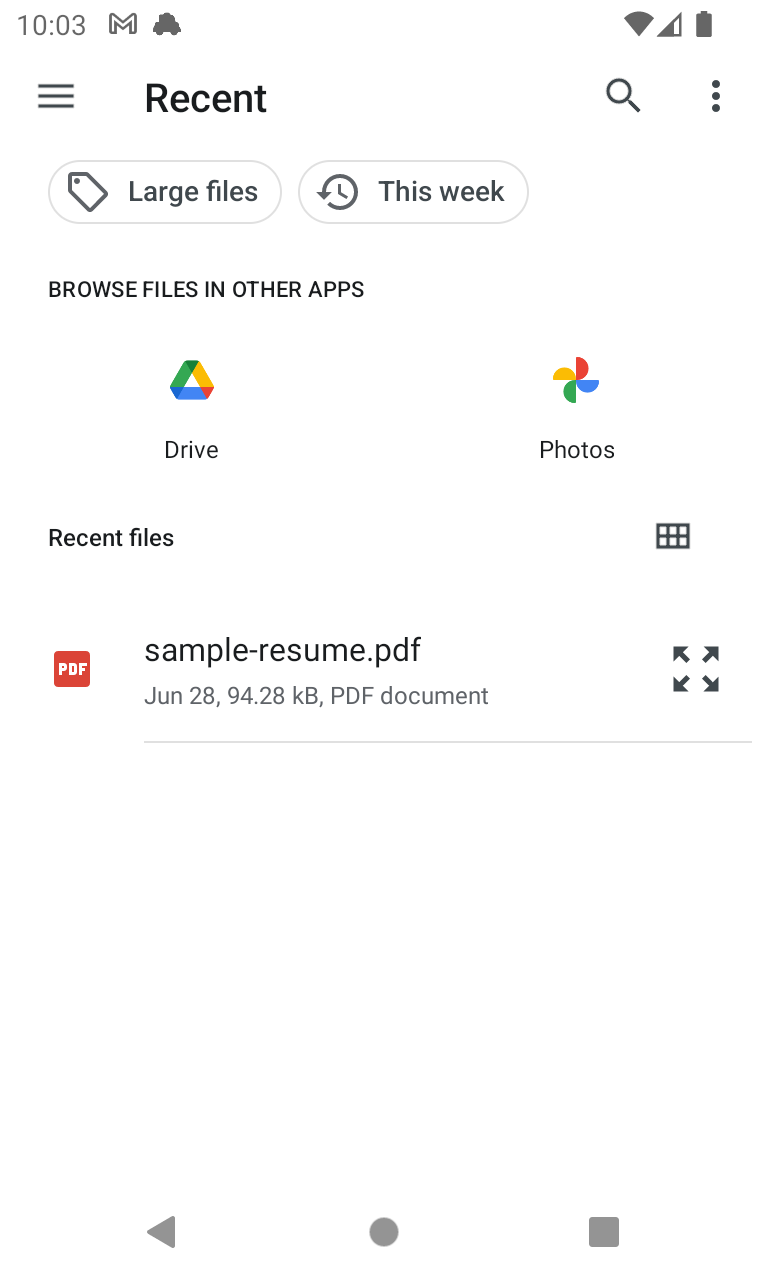 10:03
Recent
Large files
This week
BROWSE FILES IN OTHER APPS
Drive
Photos
Recent files
PDF
sample-resume.pdf
Jun 28, 94.28 kB, PDF document